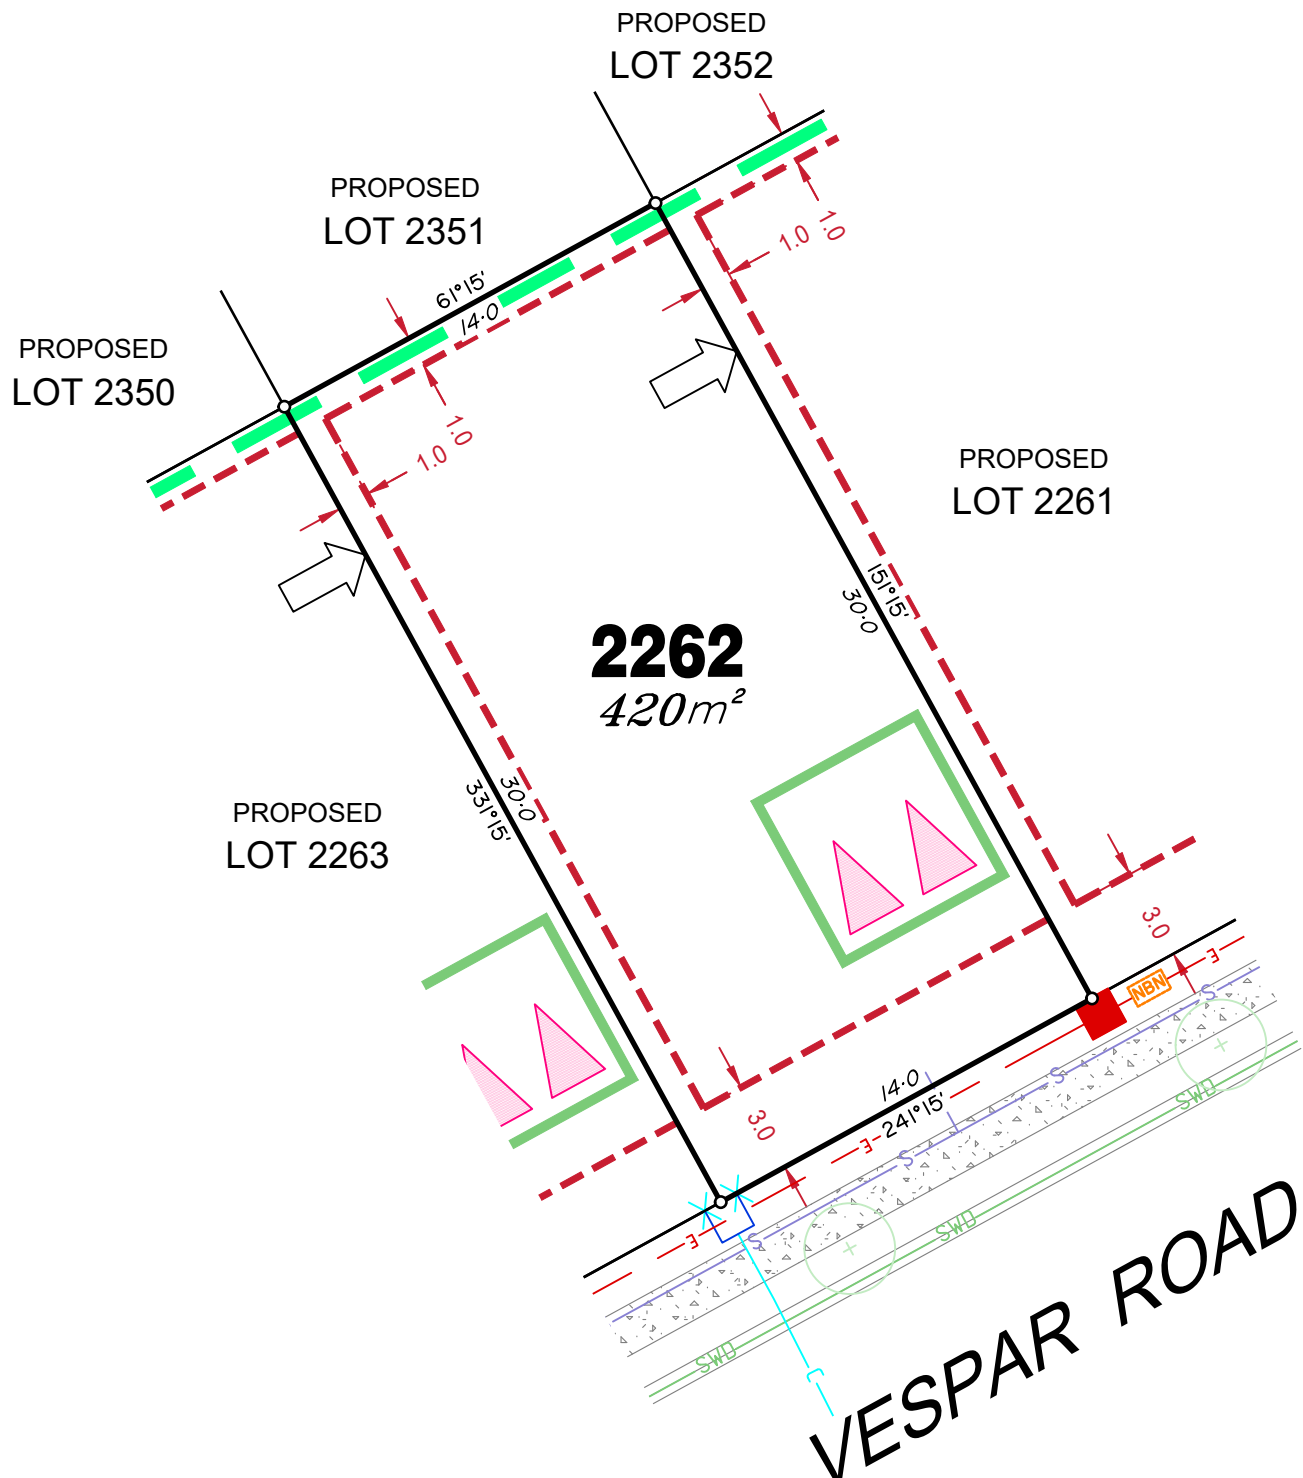 PROPOSED
LOT 2352
PROPOSED
LOT 2351
1.0
1.0
61°15'
14·0
PROPOSED
LOT 2350
1.0
1.0
PROPOSED
LOT 2261
151°15'
30·0
2262
420m²
30·0
331°15'
PROPOSED
LOT 2263
3.0
E
NBN
S
14·0
241°15'
S
SWD
3.0
E
S
SWD
E
S
SWD
VESPAR ROAD